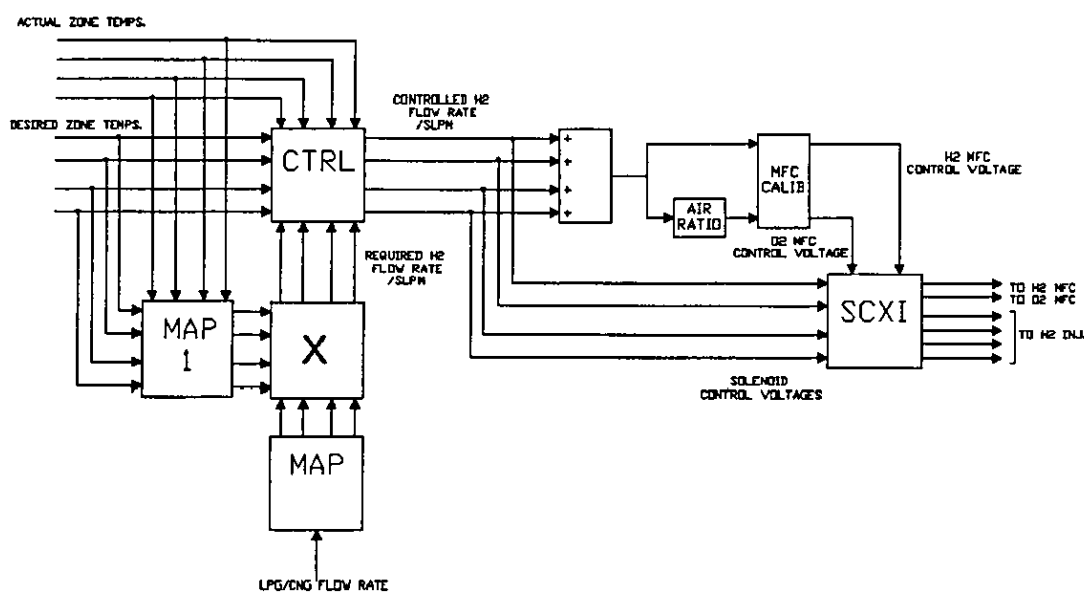 ACTUAL ZONE TEMPS.
DESIRED ZONE TEMPS.
CTRL
CONTROLLED H2
FLOW RATE
/SLPM
+
+
+
+
MFC
CALIB
AIR
RATIO
H2 MFC
CONTROL VOLTAGE
O2 MFC
CONTROL VOLTAGE
REQUIRED H2
FLOW RATE
/SLPM
MAP
1
X
SCXI
TO H2 MFC
TO O2 MFC
TO H2 INJ.
SOLENOID
CONTROL VOLTAGES
MAP
LPG/CNG FLOW RATE